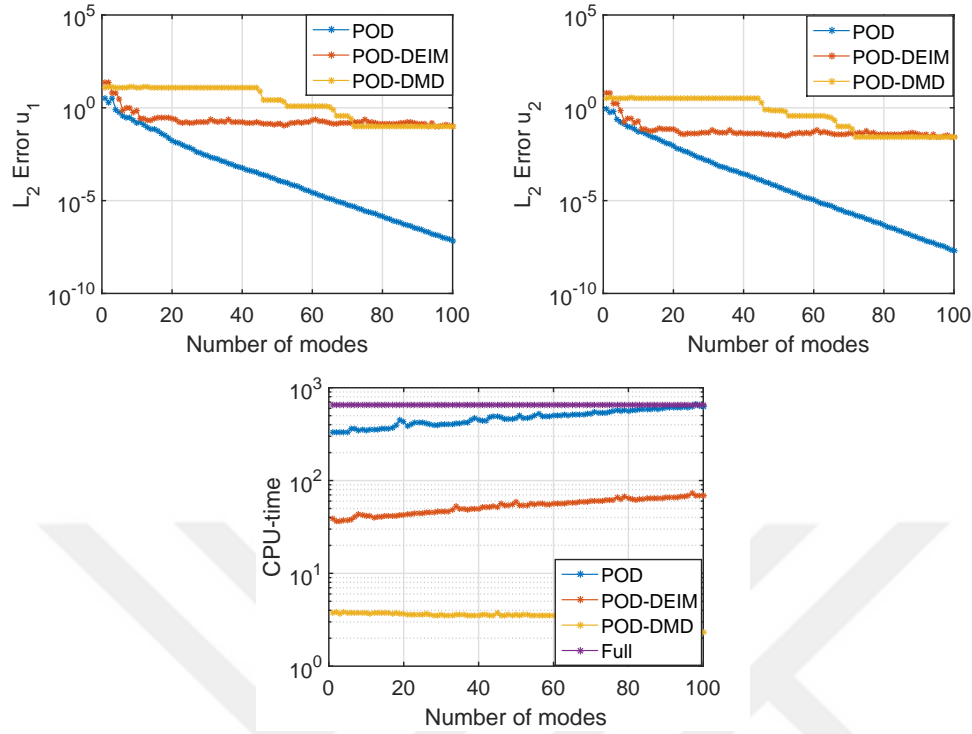 10^5
10^0
10^-5
10^-10
L_2 Error u_1
0 20 40 60 80 100
Number of modes
POD
POD-DEIM
POD-DMD
10^5
10^0
10^-5
10^-10
L_2 Error u_2
0 20 40 60 80 100
Number of modes
POD
POD-DEIM
POD-DMD
10^3
10^2
10^1
10^0
CPU-time
0 20 40 60 80 100
Number of modes
POD
POD-DEIM
POD-DMD
Full